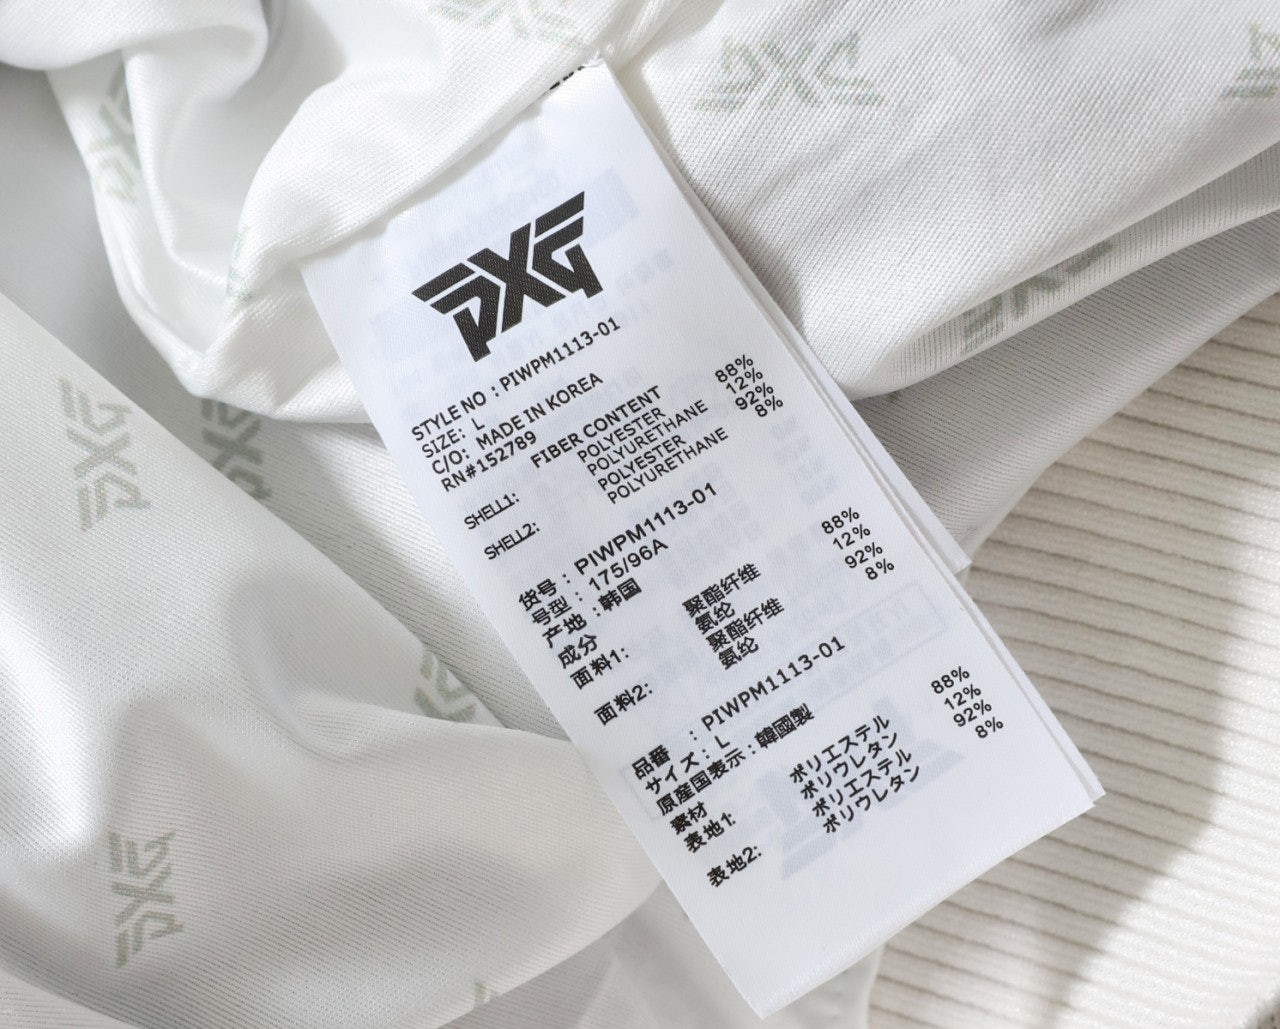 PXG
STYLE NO : PIWPM1113-01
SIZE: L
C/O: MADE IN KOREA
RN#152789
FIBER CONTENT
SHELL1: POLYESTER 88%
POLYURETHANE 12%
SHELL2: POLYESTER 92%
POLYURETHANE 8%
货号 : PIWPM1113-01
号型 : 175/96A
产地 : 韩国
成分
面料1: 聚酯纤维 88%
氨纶 12%
面料2: 聚酯纤维 92%
氨纶 8%
品番 : PIWPM1113-01
サイズ : L
原産国表示 : 韓國製
素材
表地1: ポリエステル 88%
ポリウレタン 12%
表地2: ポリエステル 92%
ポリウレタン 8%
PXG
PXG
PXG
PXG
PXG